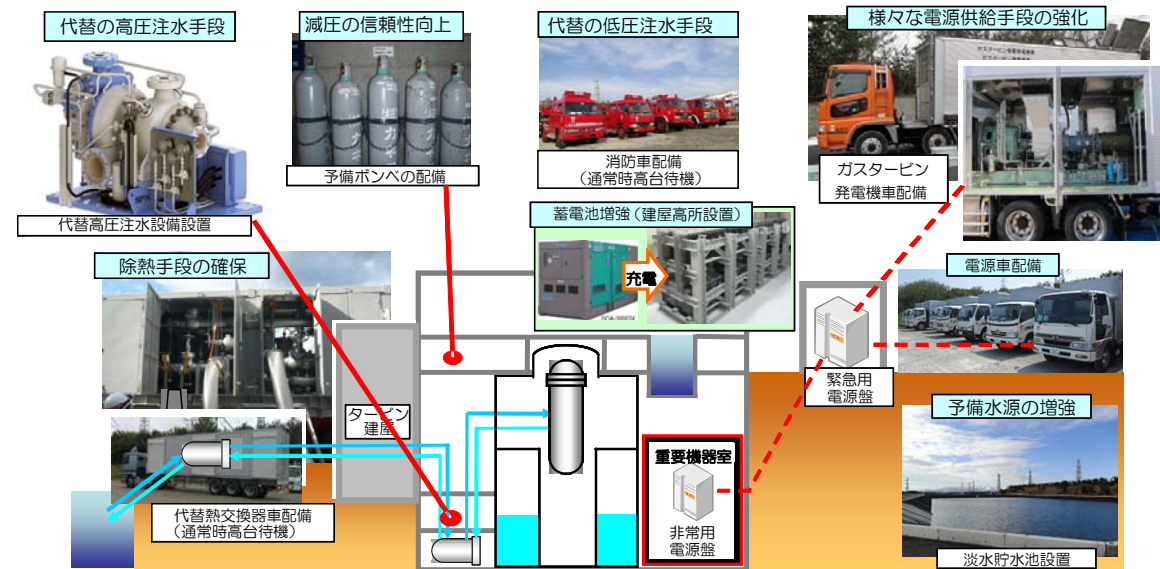 代替の高圧注水手段
減圧の信頼性向上
代替の低圧注水手段
様々な電源供給手段の強化
予備ボンベの配備
消防車配備
(通常時高台待機)
ガスタービン
発電機車配備
代替高圧注水設備設置
蓄電池増強(建屋高所設置)
充電
除熱手段の確保
電源車配備
緊急用
電源盤
タービン
建屋
予備水源の増強
重要機器室
非常用
電源盤
代替熱交換器車配備
(通常時高台待機)
淡水貯水池設置